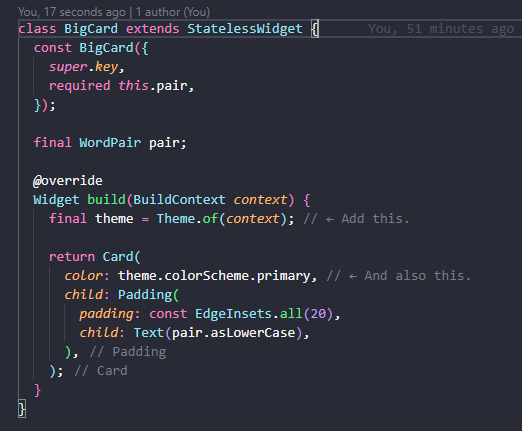 You, 17 seconds ago | 1 author (You)
class BigCard extends StatelessWidget { You, 51 minutes ago
  const BigCard({
    super.key,
    required this.pair,
  });

  final WordPair pair;

  @override
  Widget build(BuildContext context) {
    final theme = Theme.of(context); // ← Add this.

    return Card(
      color: theme.colorScheme.primary, // ← And also this.
      child: Padding(
        padding: const EdgeInsets.all(20),
        child: Text(pair.asLowerCase),
      ), // Padding
    ); // Card
  }
}